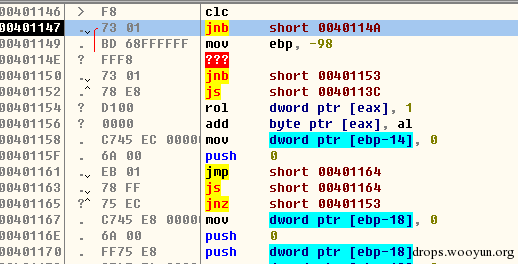 00401146 > F8 clc
00401147 . 73 01 jnb short 0040114A
00401149 . BD 68FFFFFF mov ebp, -98
0040114E ? FFF8 ???
00401150 .. 73 01 jnb short 00401153
00401152 . 78 E8 js short 0040113C
00401154 ? D100 rol dword ptr [eax], 1
00401156 ? 0000 add byte ptr [eax], al
00401158 . C745 EC 00000 mov dword ptr [ebp-14], 0
0040115F . 6A 00 push 0
00401161 . EB 01 jmp short 00401164
00401163 . 78 FF js short 00401164
00401165 ? 75 EC jnz short 00401153
00401167 . C745 E8 00000 mov dword ptr [ebp-18], 0
0040116E . 6A 00 push 0
00401170 . FF75 E8 push dword ptr [ebp-18]
drops.wooyun.org